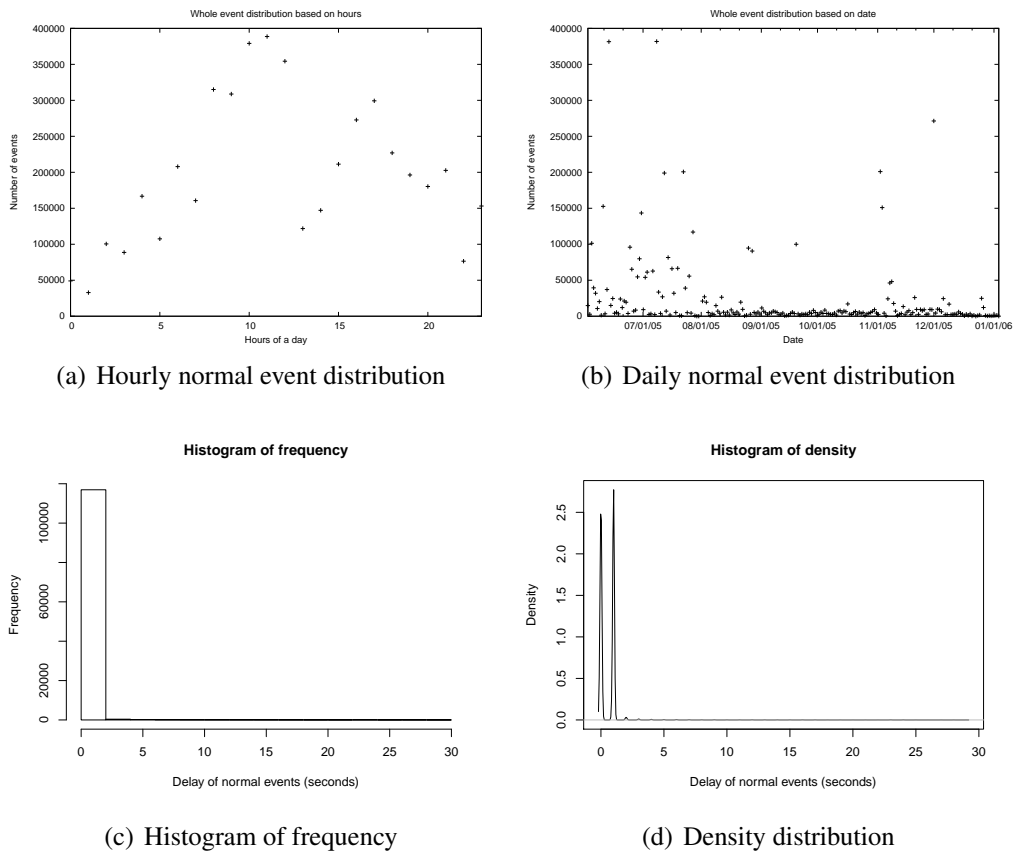 Whole event distribution based on hours
400000
350000
300000
250000
200000
150000
100000
50000
0
Number of events
0 5 10 15 20
Hours of a day
(a) Hourly normal event distribution
Whole event distribution based on date
400000
350000
300000
250000
200000
150000
100000
50000
0
Number of events
07/01/05 08/01/05 09/01/05 10/01/05 11/01/05 12/01/05 01/01/06
Date
(b) Daily normal event distribution
Histogram of frequency
100000
60000
20000
0
Frequency
0 5 10 15 20 25 30
Delay of normal events (seconds)
(c) Histogram of frequency
Histogram of density
2.5
2.0
1.5
1.0
0.5
0.0
Density
0 5 10 15 20 25 30
Delay of normal events (seconds)
(d) Density distribution